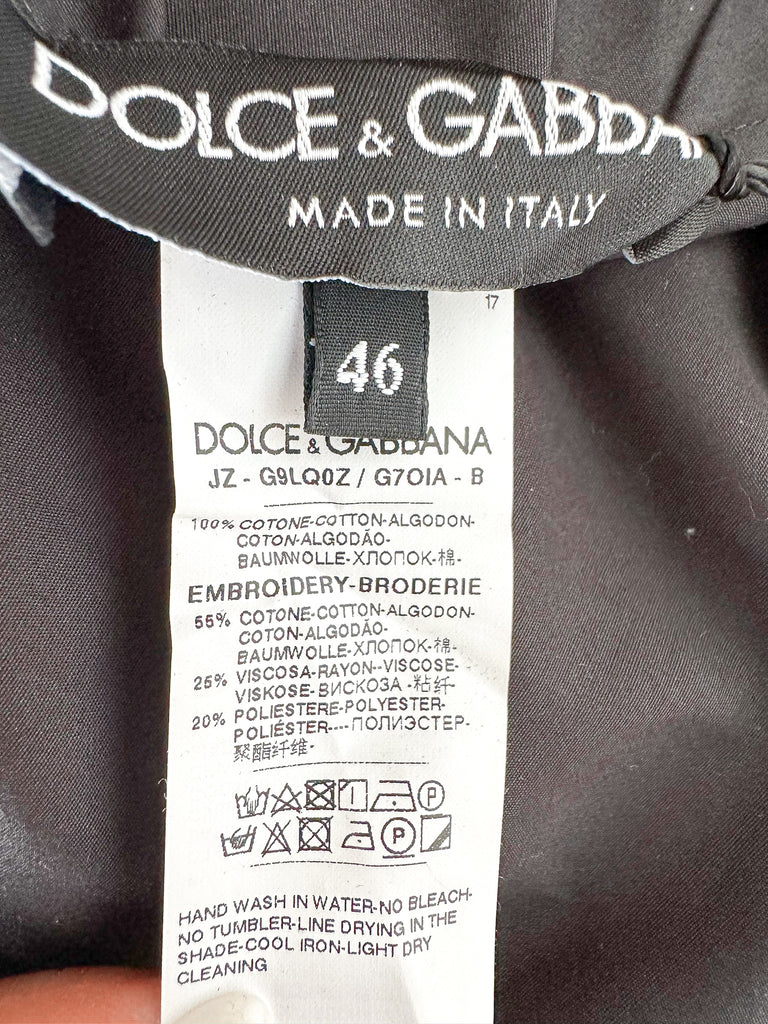 DOLCE & GABBANA
MADE IN ITALY
17
46
DOLCE & GABBANA
JZ - G9LQ0Z / G7OIA - B
100% COTONE-COTTON-ALGODON-
COTON-ALGODÃO-
BAUMWOLLE-ХЛОПОК-棉-
EMBROIDERY-BRODERIE
55% COTONE-COTTON-ALGODON-
COTON-ALGODÃO-
BAUMWOLLE-ХЛОПОК-棉-
25% VISCOSA-RAYON--VISCOSE-
VISKOSE-ВИСКОЗА -粘纤-
20% POLIESTERE-POLYESTER-
POLIÉSTER----ПОЛИЭСТЕР-
聚酯纤维-
HAND WASH IN WATER-NO BLEACH-
NO TUMBLER-LINE DRYING IN THE
SHADE-COOL IRON-LIGHT DRY
CLEANING